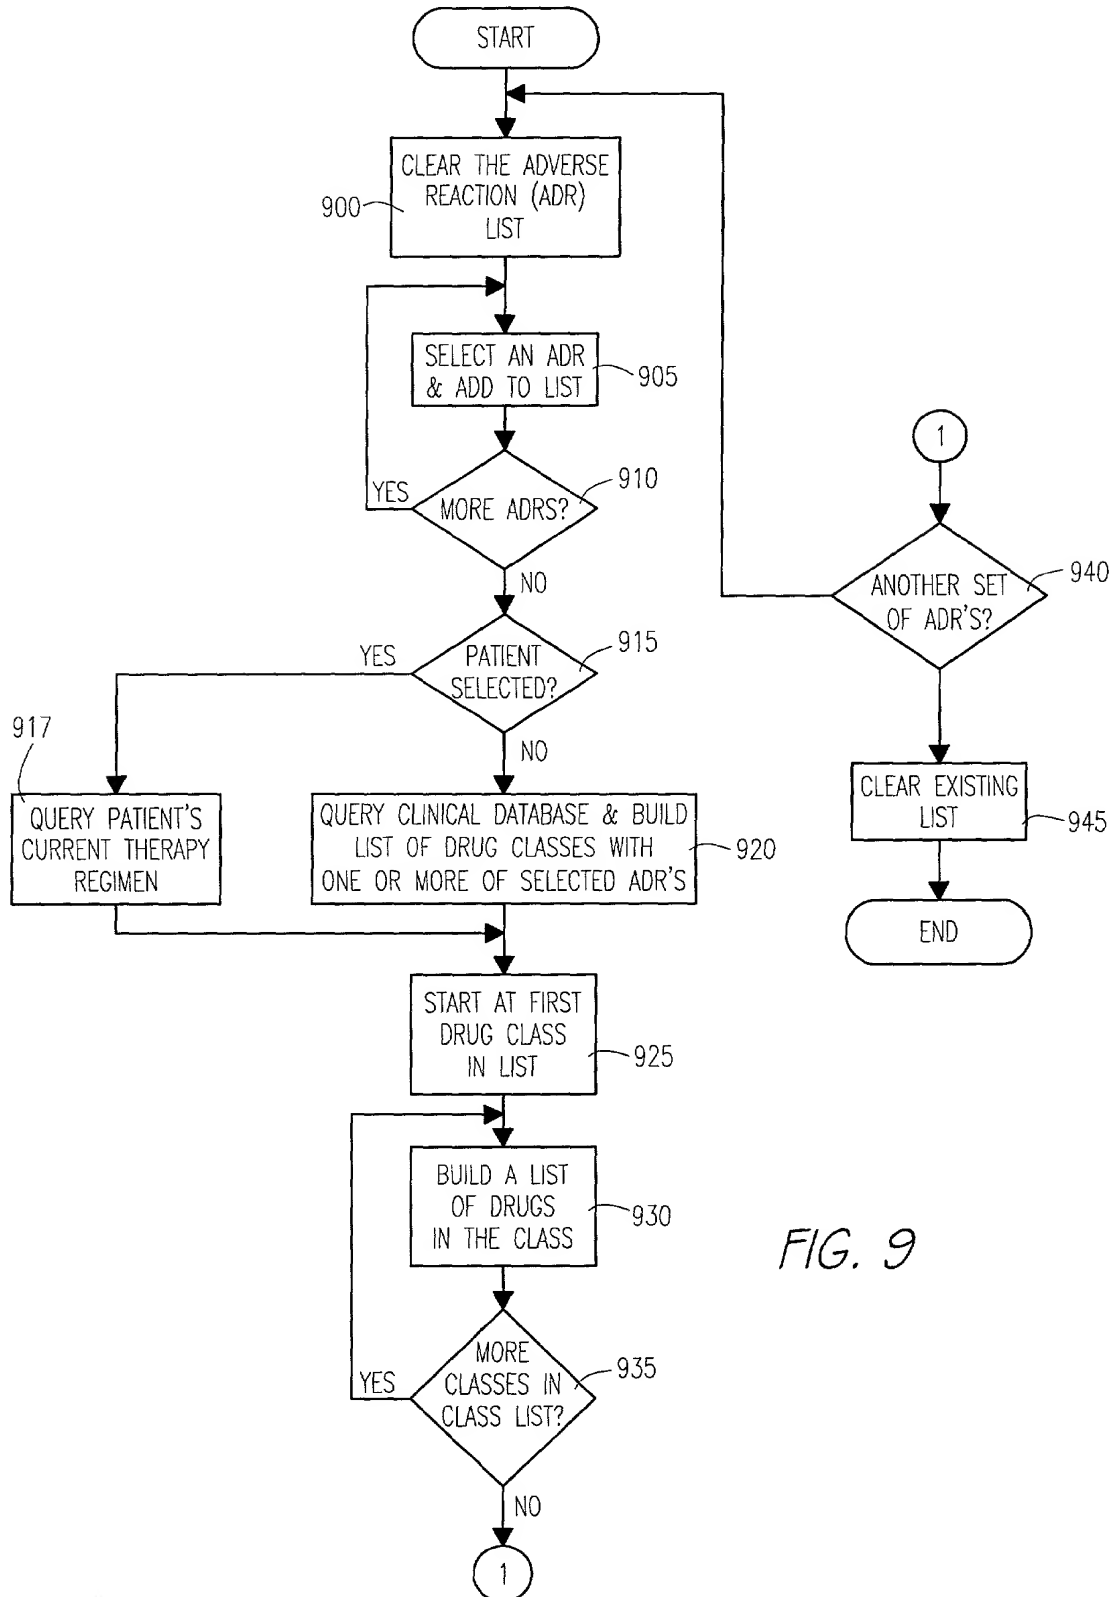 START
CLEAR THE ADVERSE
REACTION (ADR)
LIST
900
SELECT AN ADR
& ADD TO LIST
905
YES
MORE ADRS?
910
NO
YES
PATIENT
SELECTED?
915
NO
917
QUERY PATIENT'S
CURRENT THERAPY
REGIMEN
QUERY CLINICAL DATABASE & BUILD
LIST OF DRUG CLASSES WITH
ONE OR MORE OF SELECTED ADR'S
920
START AT FIRST
DRUG CLASS
IN LIST
925
BUILD A LIST
OF DRUGS
IN THE CLASS
930
YES
MORE
CLASSES IN
CLASS LIST?
935
NO
1
1
ANOTHER SET
OF ADR'S?
940
CLEAR EXISTING
LIST
945
END
FIG. 9